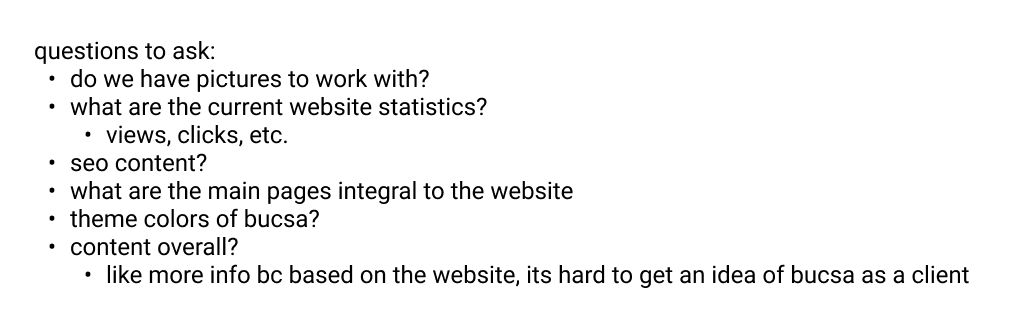 questions to ask:
• do we have pictures to work with?
• what are the current website statistics?
• views, clicks, etc.
• seo content?
• what are the main pages integral to the website
• theme colors of bucsa?
• content overall?
• like more info bc based on the website, its hard to get an idea of bucsa as a client